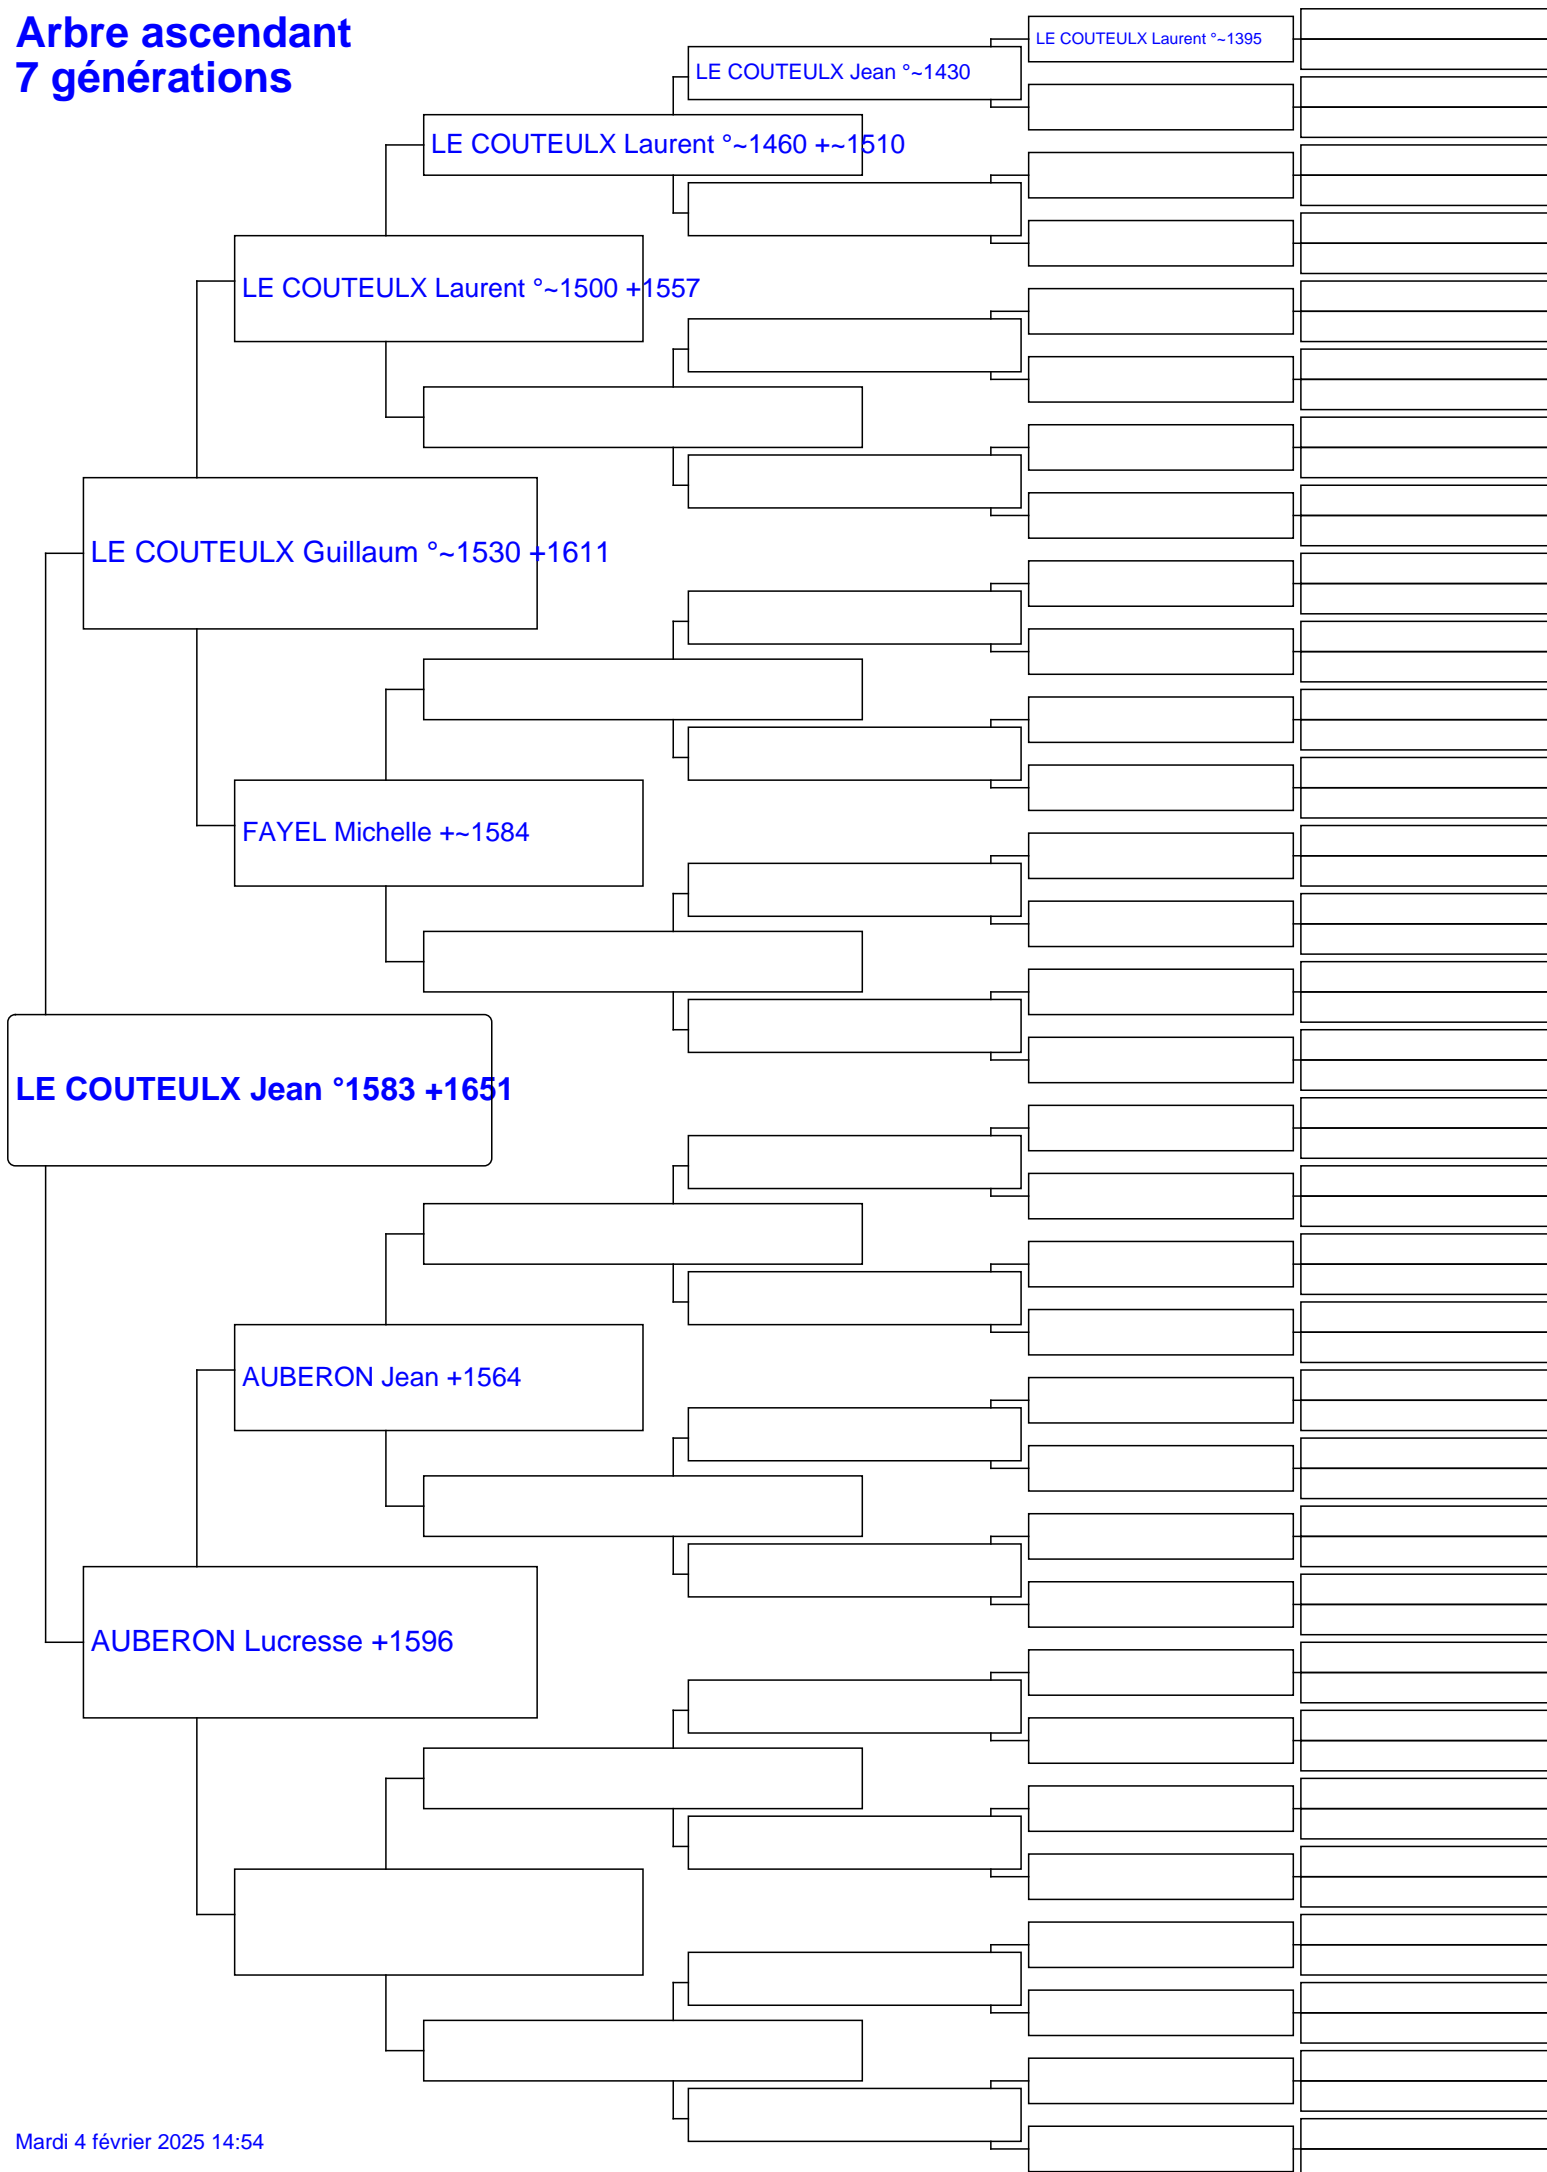 Arbre ascendant
7 générations
LE COUTEULX Laurent °~1395
LE COUTEULX Jean °~1430
LE COUTEULX Laurent °~1460 +~1510
LE COUTEULX Laurent °~1500 +1557
LE COUTEULX Guillaum °~1530 +1611
FAYEL Michelle +~1584
LE COUTEULX Jean °1583 +1651
AUBERON Jean +1564
AUBERON Lucresse +1596
Mardi 4 février 2025 14:54